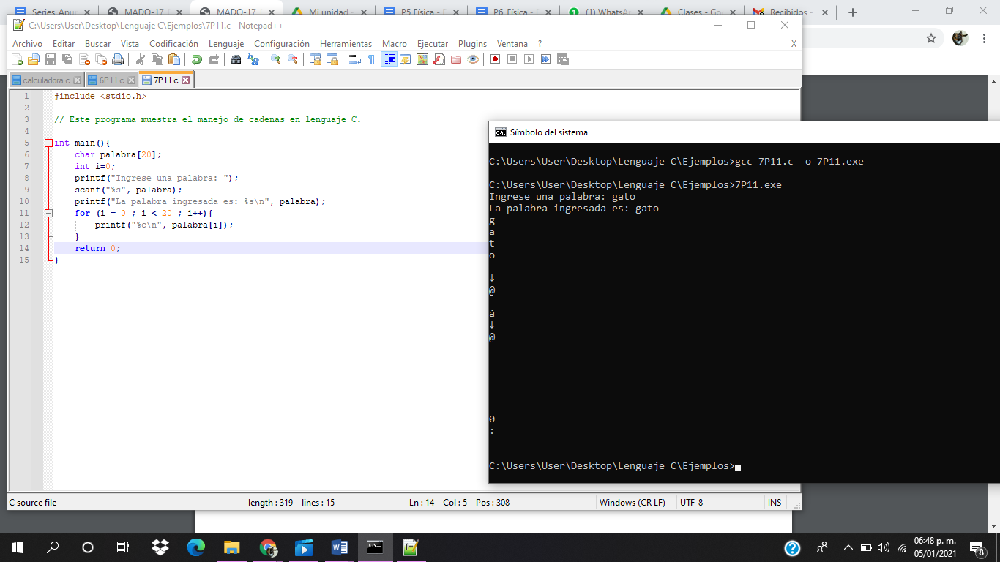 Series Anu
MADO-17
MADO-17
Mi unidad -
P5 Física - 
P6 Física -
(1) WhatsA
Clases - Go
Recibidos -
C:\Users\User\Desktop\Lenguaje C\Ejemplos\7P11.c - Notepad++
Archivo Editar Buscar Vista Codificación Lenguaje Configuración Herramientas Macro Ejecutar Plugins Ventana ? X
calculadora.c 6P11.c 7P11.c
1 #include <stdio.h>
2
3 // Este programa muestra el manejo de cadenas en lenguaje C.
4
5 int main(){
6 char palabra[20];
7 int i=0;
8 printf("Ingrese una palabra: ");
9 scanf("%s", palabra);
10 printf("La palabra ingresada es: %s\n", palabra);
11 for (i = 0 ; i < 20 ; i++){
12 printf("%c\n", palabra[i]);
13 }
14 return 0;
15 }
Símbolo del sistema
C:\Users\User\Desktop\Lenguaje C\Ejemplos>gcc 7P11.c -o 7P11.exe
C:\Users\User\Desktop\Lenguaje C\Ejemplos>7P11.exe
Ingrese una palabra: gato
La palabra ingresada es: gato
g
a
t
o
↓
@
á
↓
@
0
:
C:\Users\User\Desktop\Lenguaje C\Ejemplos>
C source file length : 319 lines : 15 Ln : 14 Col : 5 Pos : 308 Windows (CR LF) UTF-8 INS
06:48 p. m.
05/01/2021
8